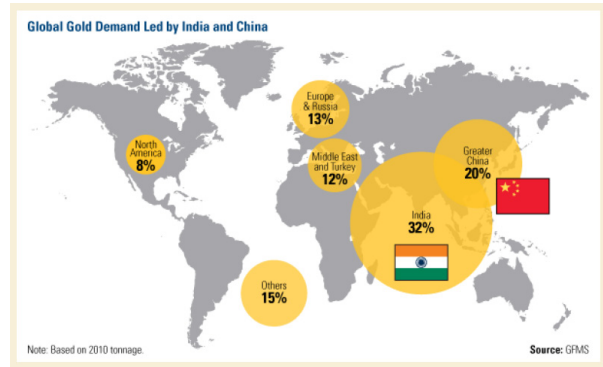 Global Gold Demand Led by India and China
Europe
& Russia
13%
North
America
8%
Middle East
and Turkey
12%
Greater
China
20%
India
32%
Others
15%
Note: Based on 2010 tonnage.
Source: GFMS